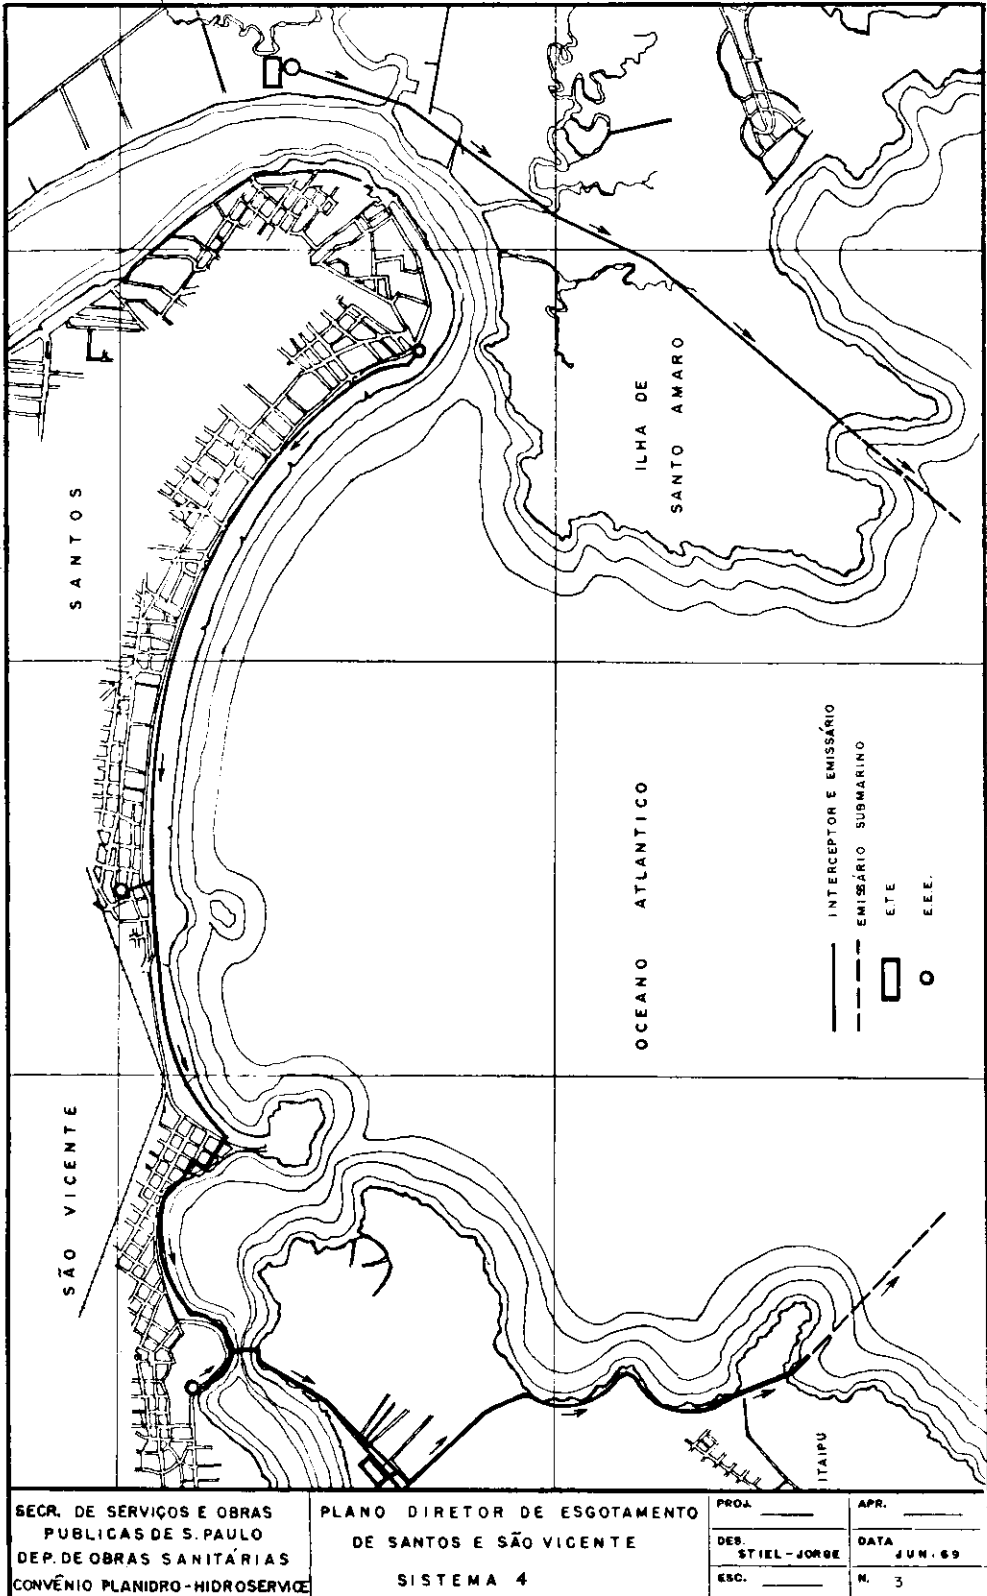 SANTOS
ILHA DE
SANTO AMARO
SÃO VICENTE
OCEANO ATLANTICO
INTERCEPTOR E EMISSÁRIO
EMISSÁRIO SUBMARINO
E.T.E
E.E.E.
ITAIPU
SECR. DE SERVIÇOS E OBRAS
PUBLICAS DE S. PAULO
DEP. DE OBRAS SANITÁRIAS
CONVÊNIO PLANIDRO-HIDROSERVICE
PLANO DIRETOR DE ESGOTAMENTO
DE SANTOS E SÃO VICENTE
SISTEMA 4
PROJ.
APR.
DES. STIEL-JORGE
DATA JUN. 69
ESC.
N. 3